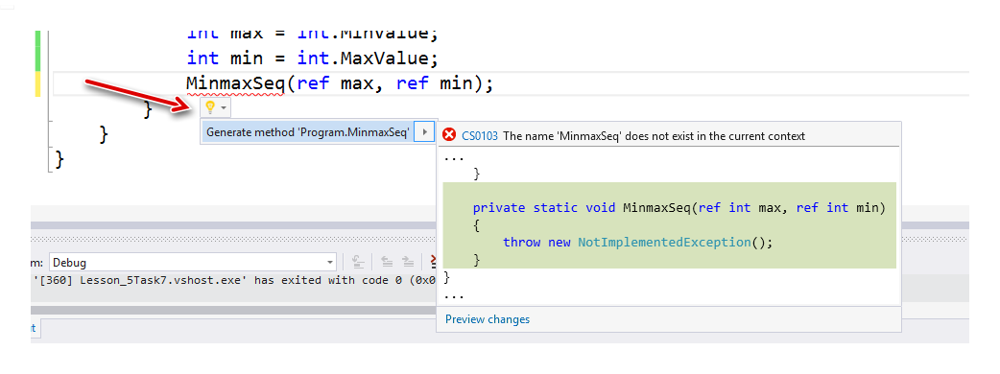 int max = int.MinValue;
int min = int.MaxValue;
MinmaxSeq(ref max, ref min);
}
}
}
Generate method 'Program.MinmaxSeq'
CS0103 The name 'MinmaxSeq' does not exist in the current context
...
}
private static void MinmaxSeq(ref int max, ref int min)
{
throw new NotImplementedException();
}
}
...
Preview changes
m: Debug
'[360] Lesson_5Task7.vshost.exe' has exited with code 0 (0x0
t